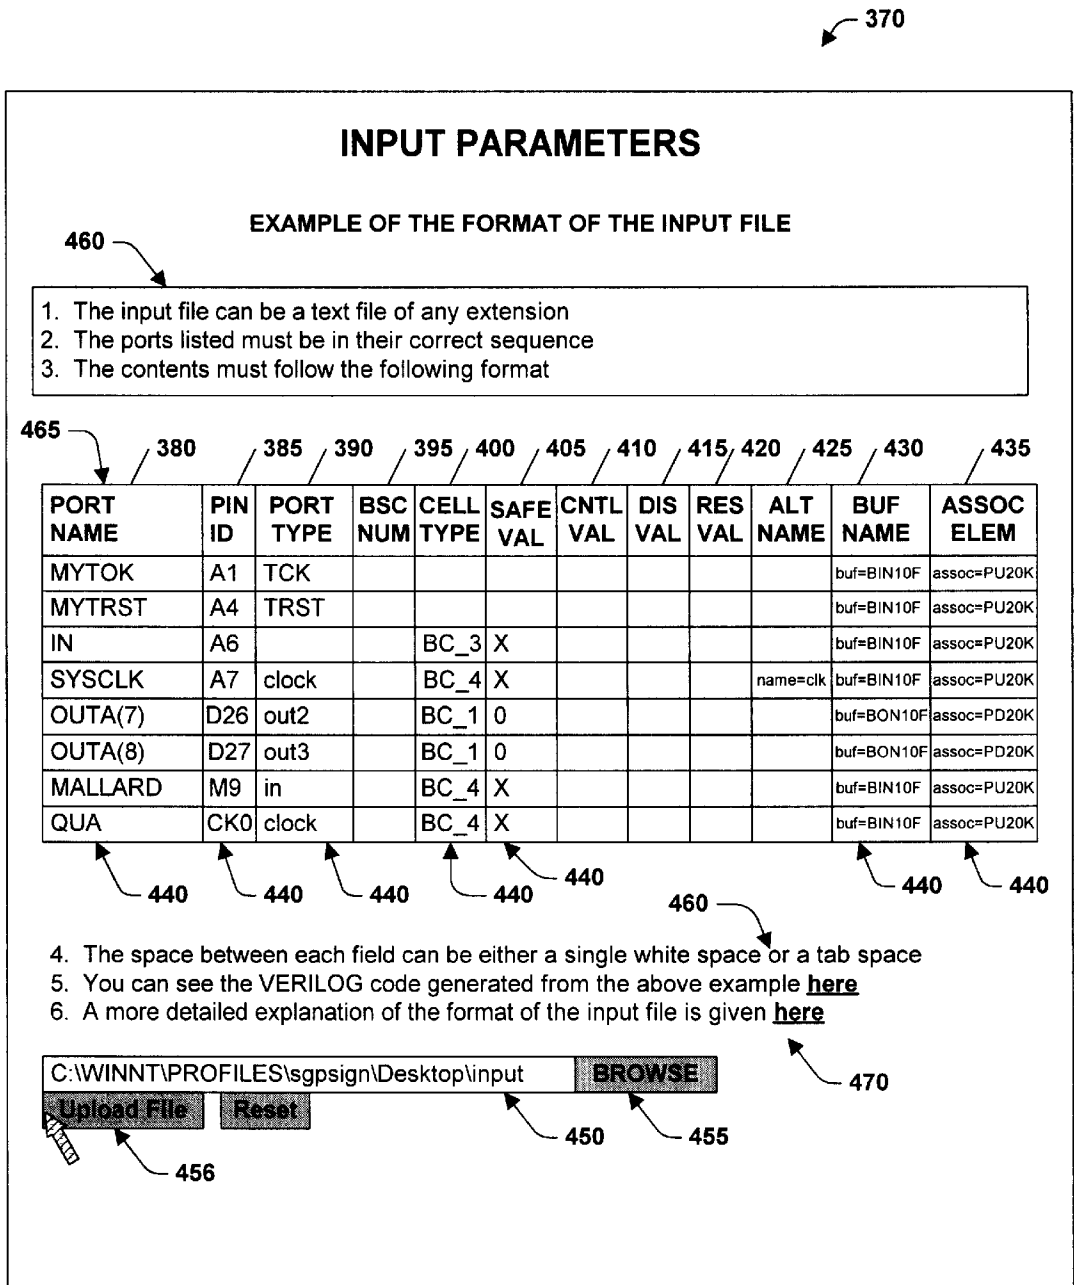 370
INPUT PARAMETERS
EXAMPLE OF THE FORMAT OF THE INPUT FILE
460
1. The input file can be a text file of any extension
2. The ports listed must be in their correct sequence
3. The contents must follow the following format
465 380 385 390 395 400 405 410 415 420 425 430 435
PORT NAME PIN ID PORT TYPE BSC NUM CELL TYPE SAFE VAL CNTL VAL DIS VAL RES VAL ALT NAME BUF NAME ASSOC ELEM
MYTOK A1 TCK buf=BIN10F assoc=PU20K
MYTRST A4 TRST buf=BIN10F assoc=PU20K
IN A6 BC_3 X buf=BIN10F assoc=PU20K
SYSCLK A7 clock BC_4 X name=clk buf=BIN10F assoc=PU20K
OUTA(7) D26 out2 BC_1 0 buf=BON10F assoc=PD20K
OUTA(8) D27 out3 BC_1 0 buf=BON10F assoc=PD20K
MALLARD M9 in BC_4 X buf=BIN10F assoc=PU20K
QUA CK0 clock BC_4 X buf=BIN10F assoc=PU20K
440 440 440 440 440 440 440
460
4. The space between each field can be either a single white space or a tab space
5. You can see the VERILOG code generated from the above example here
6. A more detailed explanation of the format of the input file is given here
470
C:\WINNT\PROFILES\sgpsign\Desktop\input BROWSE
Upload File Reset
450 455
456